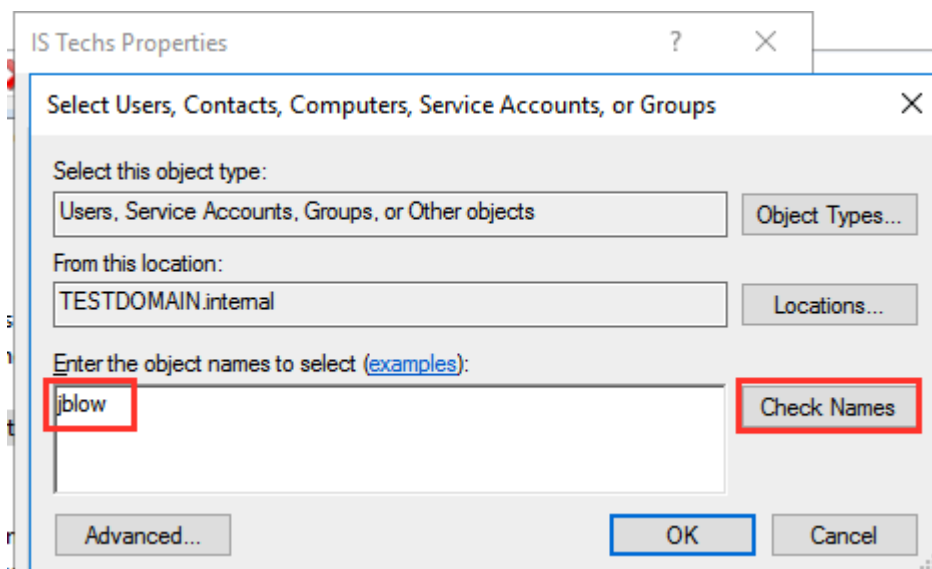 IS Techs Properties
?
Select Users, Contacts, Computers, Service Accounts, or Groups
Select this object type:
Users, Service Accounts, Groups, or Other objects
Object Types...
From this location:
TESTDOMAIN.internal
Locations...
Enter the object names to select (examples):
jblow
Check Names
Advanced...
OK
Cancel